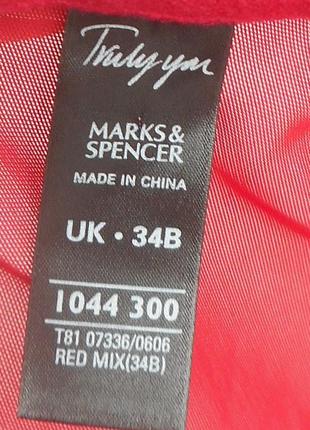 Truly you
MARKS &
SPENCER
MADE IN CHINA
UK • 34B
1044 300
T81 07336/0606
RED MIX(34B)